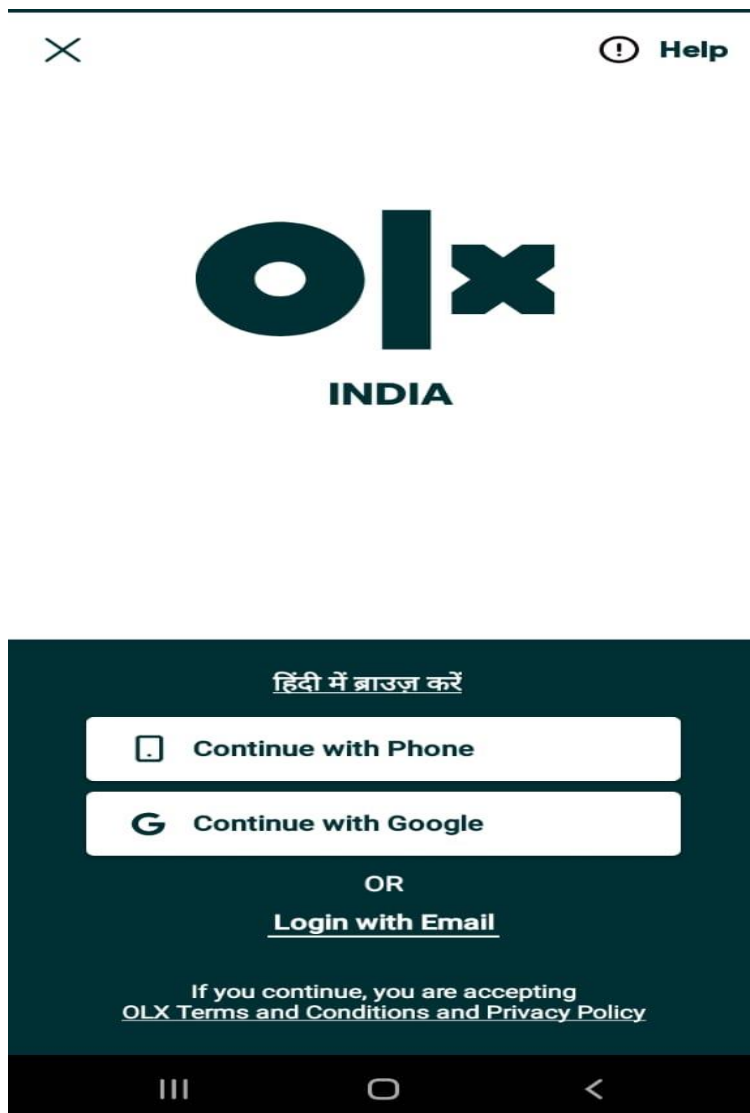 Help
olx
INDIA
हिंदी में ब्राउज़ करें
Continue with Phone
Continue with Google
OR
Login with Email
If you continue, you are accepting
OLX Terms and Conditions and Privacy Policy